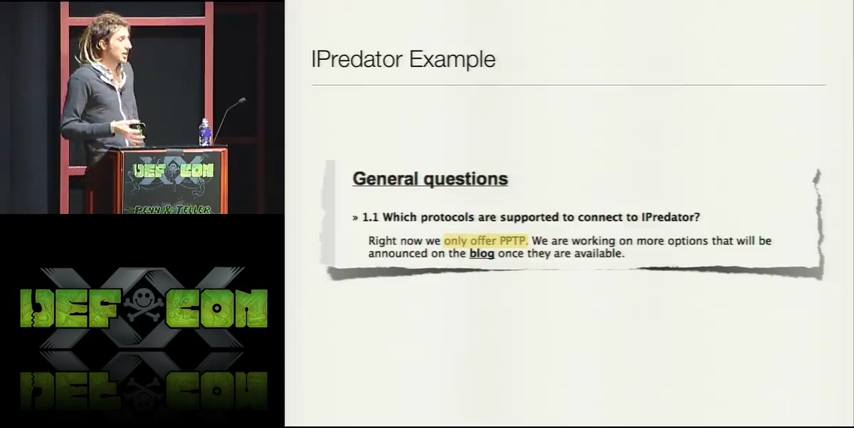 IPredator Example
General questions
» 1.1 Which protocols are supported to connect to IPredator?
Right now we only offer PPTP. We are working on more options that will be
announced on the blog once they are available.
DEF CON
PENN & TELLER
XX
DEF CON